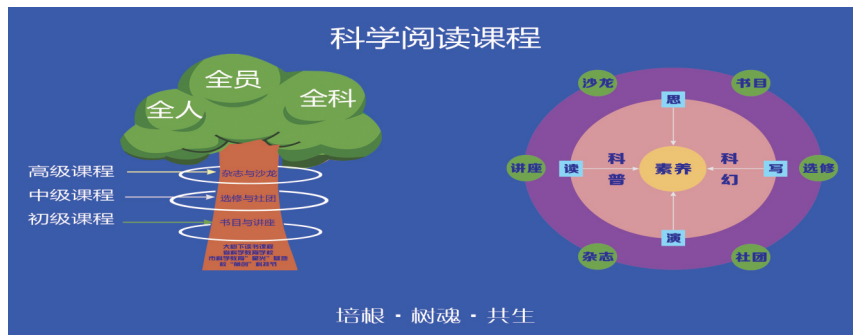 科学阅读课程
全员
全人
全科
高级课程
杂志与沙龙
中级课程
选修与社团
初级课程
书目与讲座
沙龙
书目
思
讲座
读
科普
素养
科幻
写
选修
演
杂志
社团
培根·树魂·共生